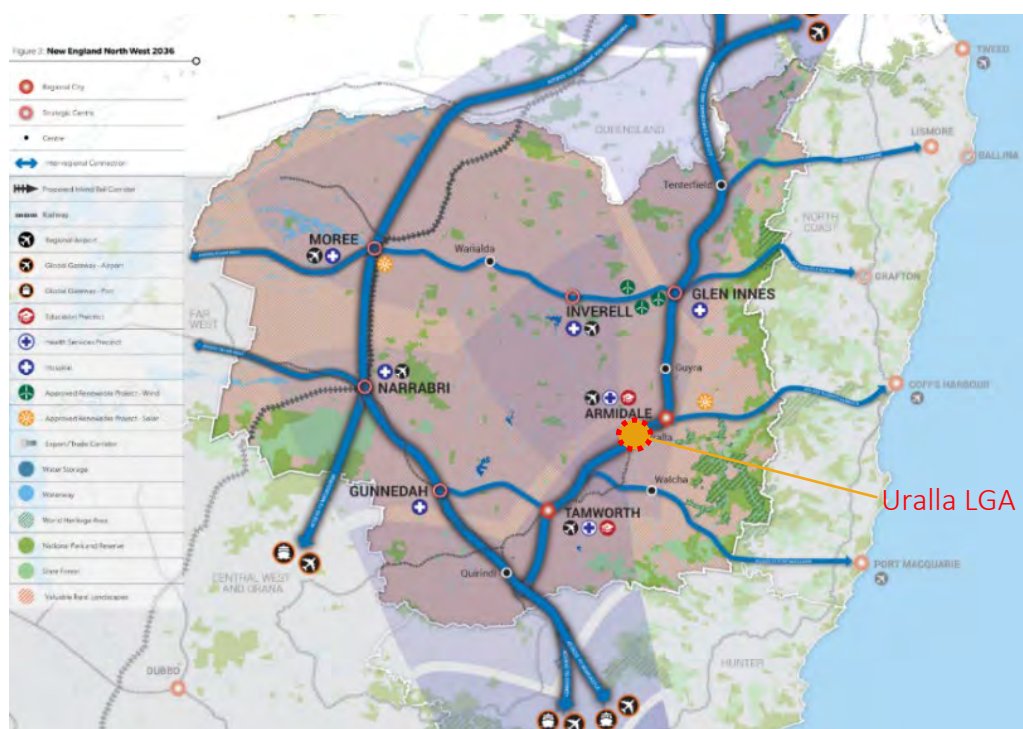 Figure 2: New England North West 2036
Regional City
Strategic Centre
Centre
Inter-regional Connection
Proposed Inland Rail Corridor
Railway
Regional Airport
Global Gateway - Airport
Global Gateway - Port
Education Precinct
Health Services Precinct
Hospital
Approved Renewable Project - Wind
Approved Renewable Project - Solar
Export/Trade Corridor
Water Storage
Waterway
World Heritage Area
National Park and Reserve
State Forest
Valuable Rural Landscapes
TWEED
QUEENSLAND
LISMORE
BALLINA
Tenterfield
NORTH
COAST
MOREE
Warialda
GRAFTON
GLEN INNES
INVERELL
FAR
WEST
Guyra
NARRABRI
COFFS HARBOUR
ARMIDALE
ralla
Walcha
GUNNEDAH
Uralla LGA
TAMWORTH
PORT MACQUARIE
Quirindi
CENTRAL WEST
AND ORANA
HUNTER
DUBBO